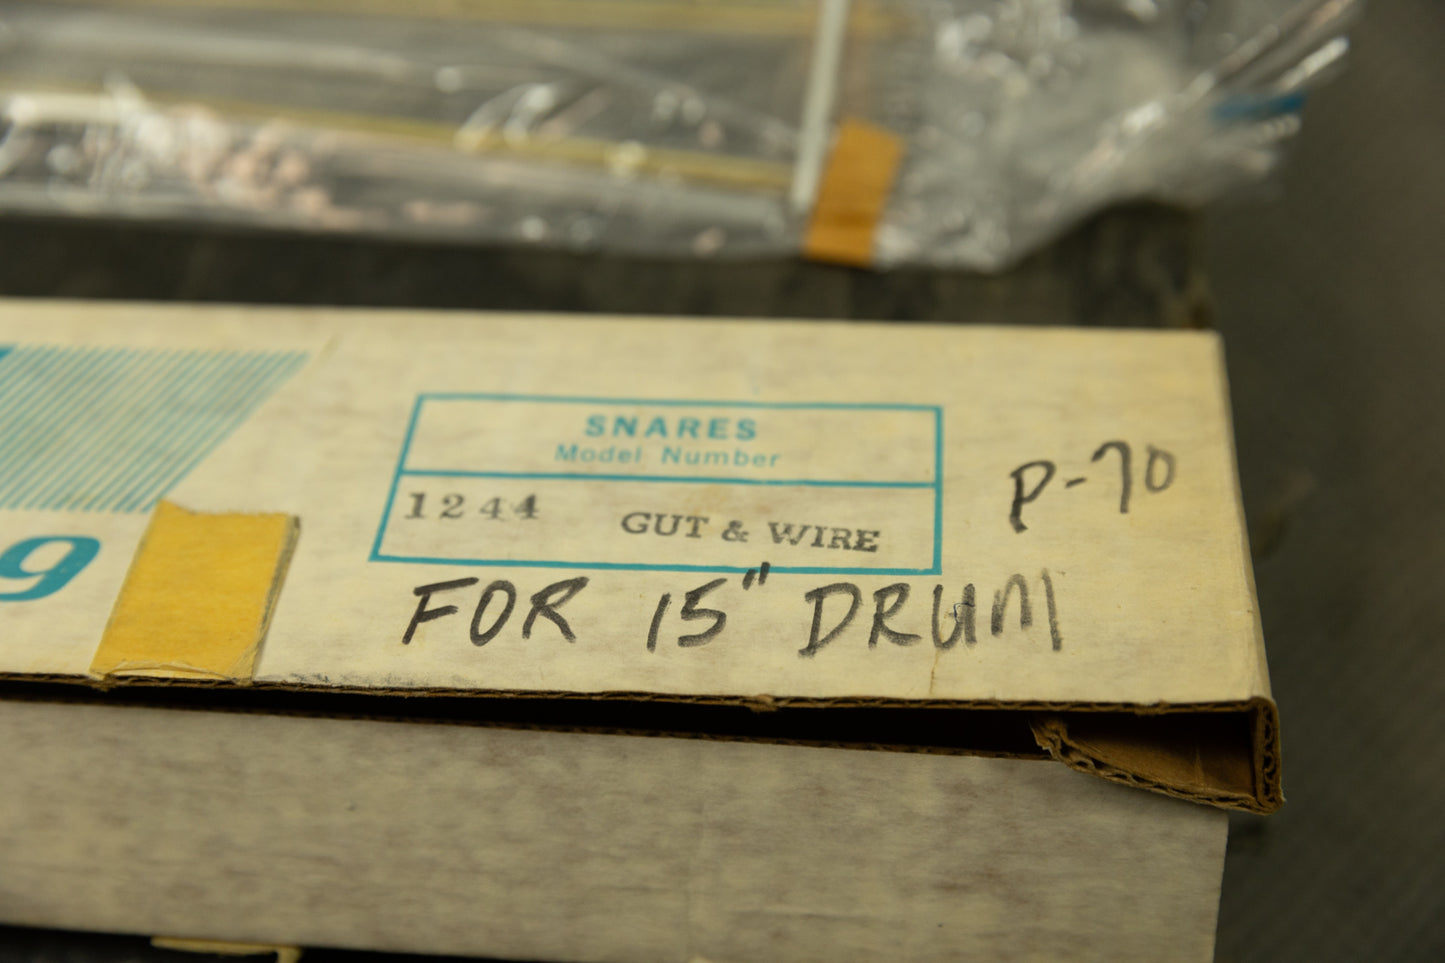 SNARES
Model Number
1244 GUT & WIRE
P-70
FOR 15" DRUM
g